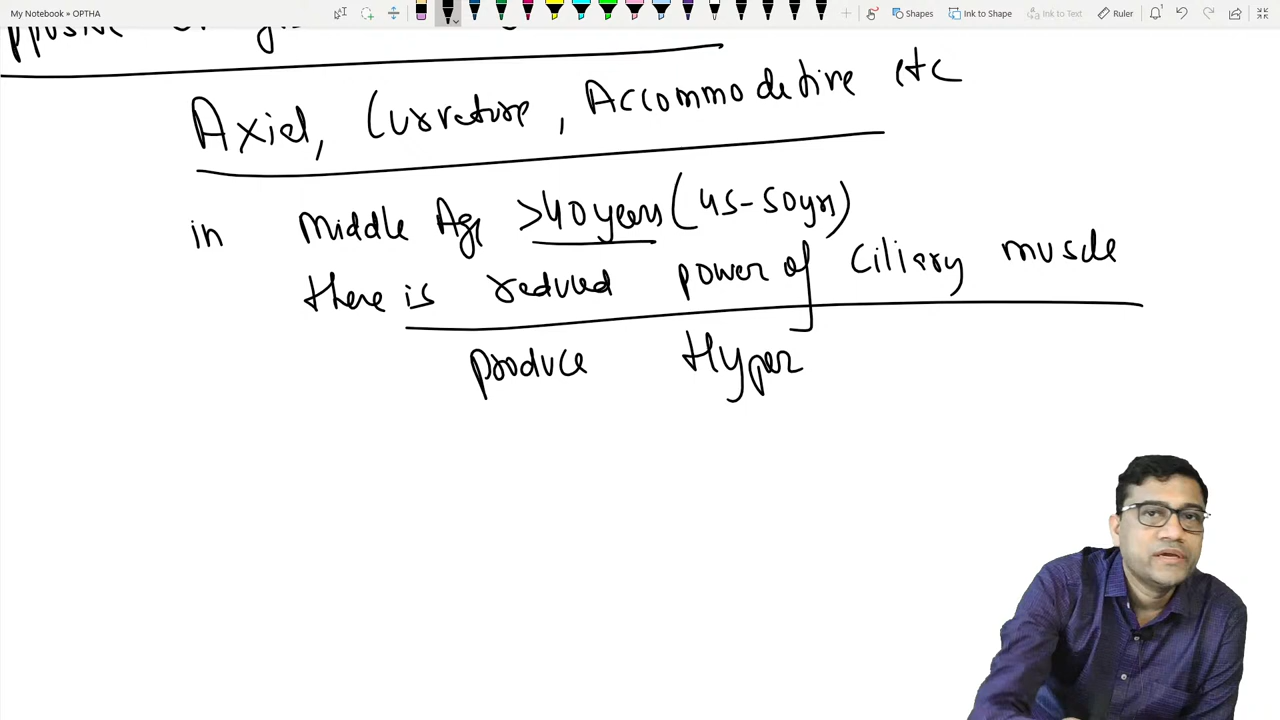 My Notebook » OPTHA
Shapes Ink to Shape Ink to Text Ruler
Axial, Curvature, Accommodative etc
in Middle Age >40 years (45-50yrs)
there is reduced power of ciliary muscle
produce Hyper